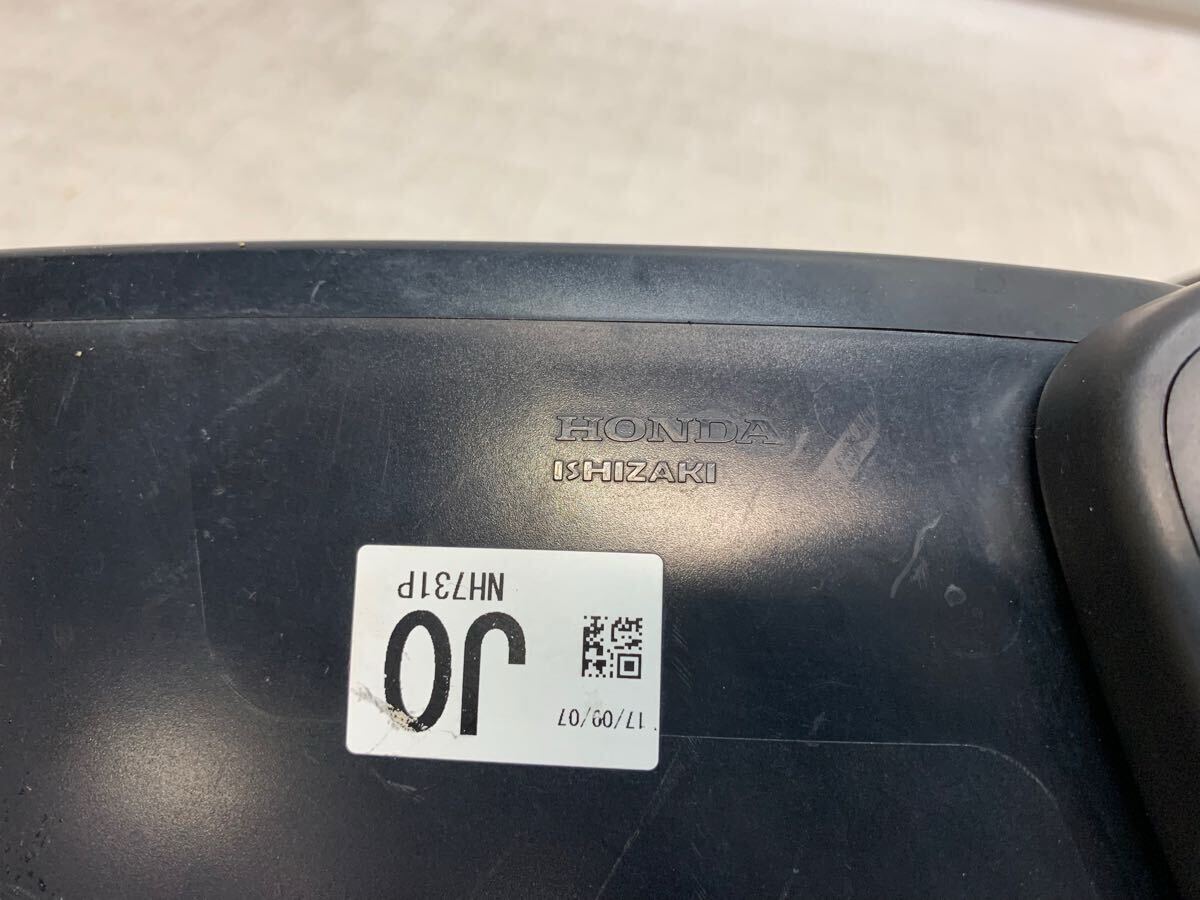 HONDA
ISHIZAKI
17/09/07
J0
NH731P